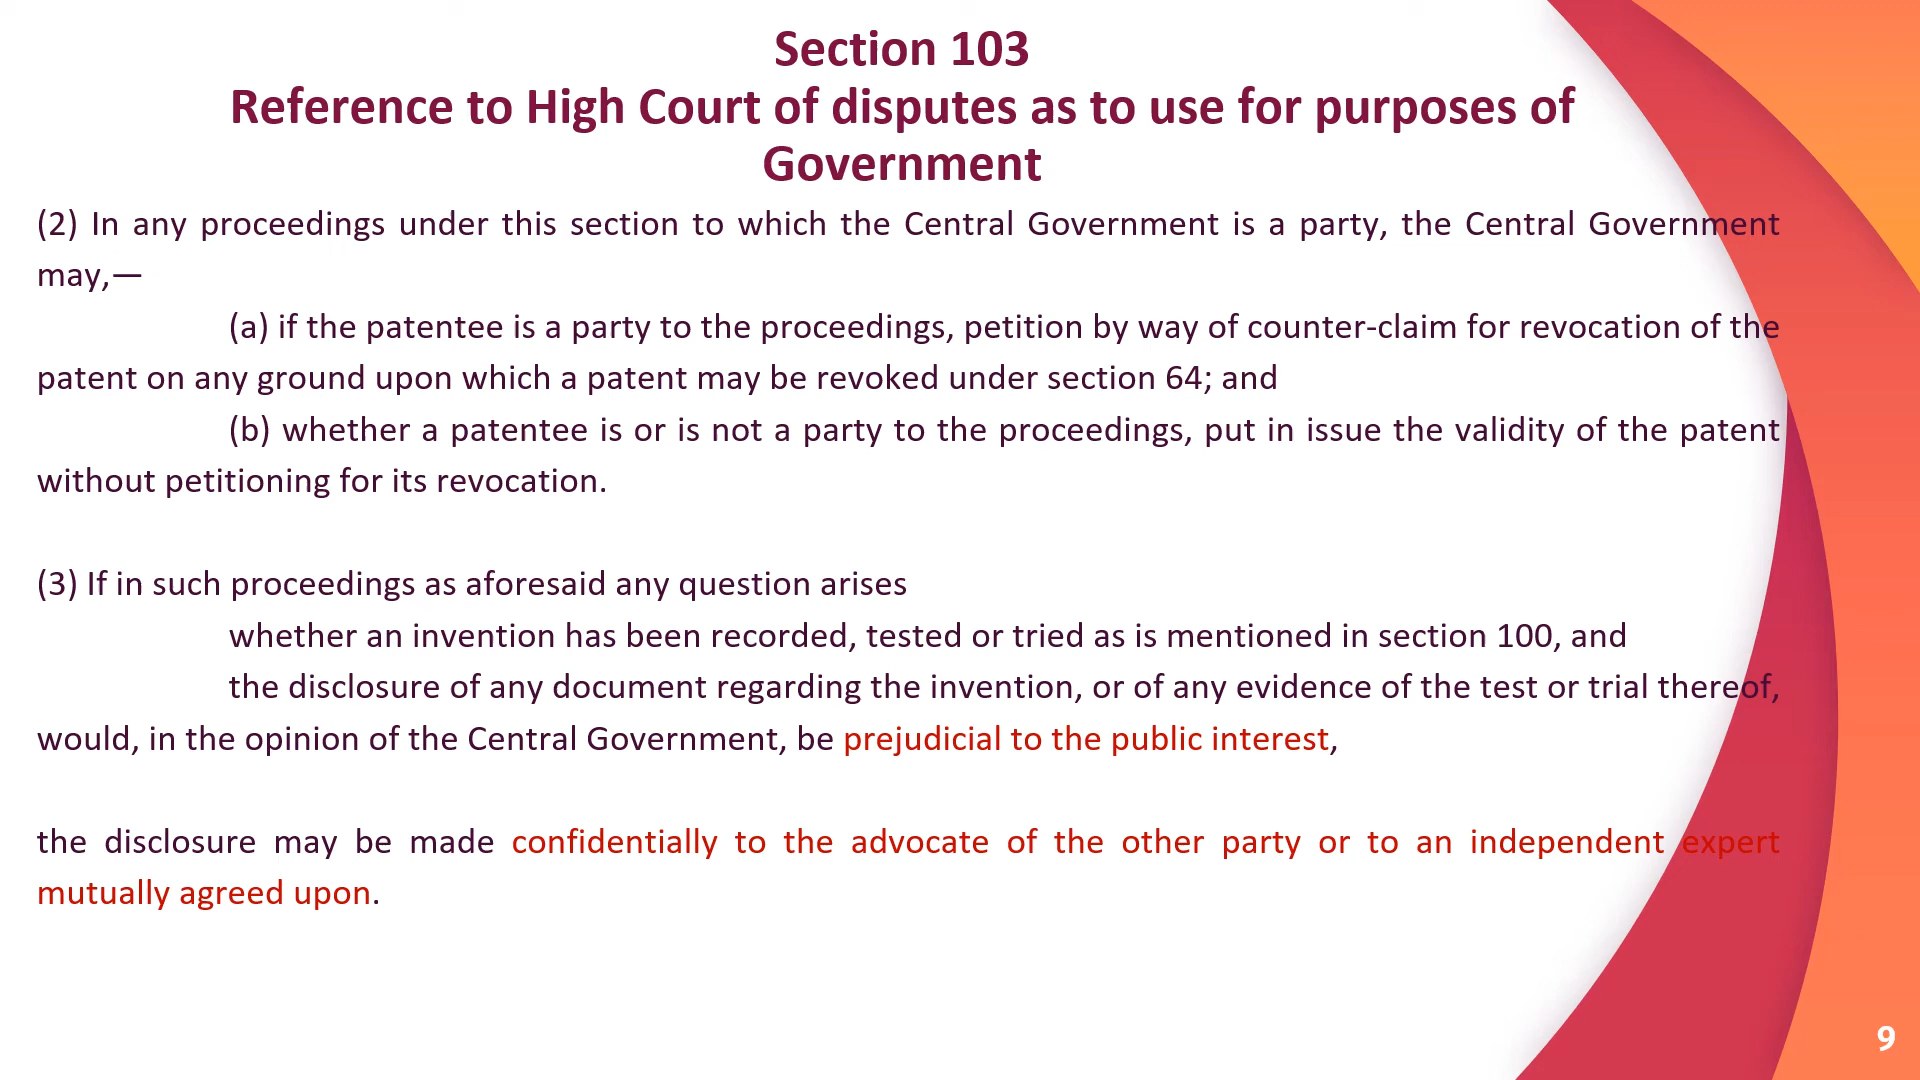 Section 103
Reference to High Court of disputes as to use for purposes of
Government
(2) In any proceedings under this section to which the Central Government is a party, the Central Government
may,—
(a) if the patentee is a party to the proceedings, petition by way of counter-claim for revocation of the
patent on any ground upon which a patent may be revoked under section 64; and
(b) whether a patentee is or is not a party to the proceedings, put in issue the validity of the patent
without petitioning for its revocation.
(3) If in such proceedings as aforesaid any question arises
whether an invention has been recorded, tested or tried as is mentioned in section 100, and
the disclosure of any document regarding the invention, or of any evidence of the test or trial thereof,
would, in the opinion of the Central Government, be prejudicial to the public interest,
the disclosure may be made confidentially to the advocate of the other party or to an independent expert
mutually agreed upon.
9